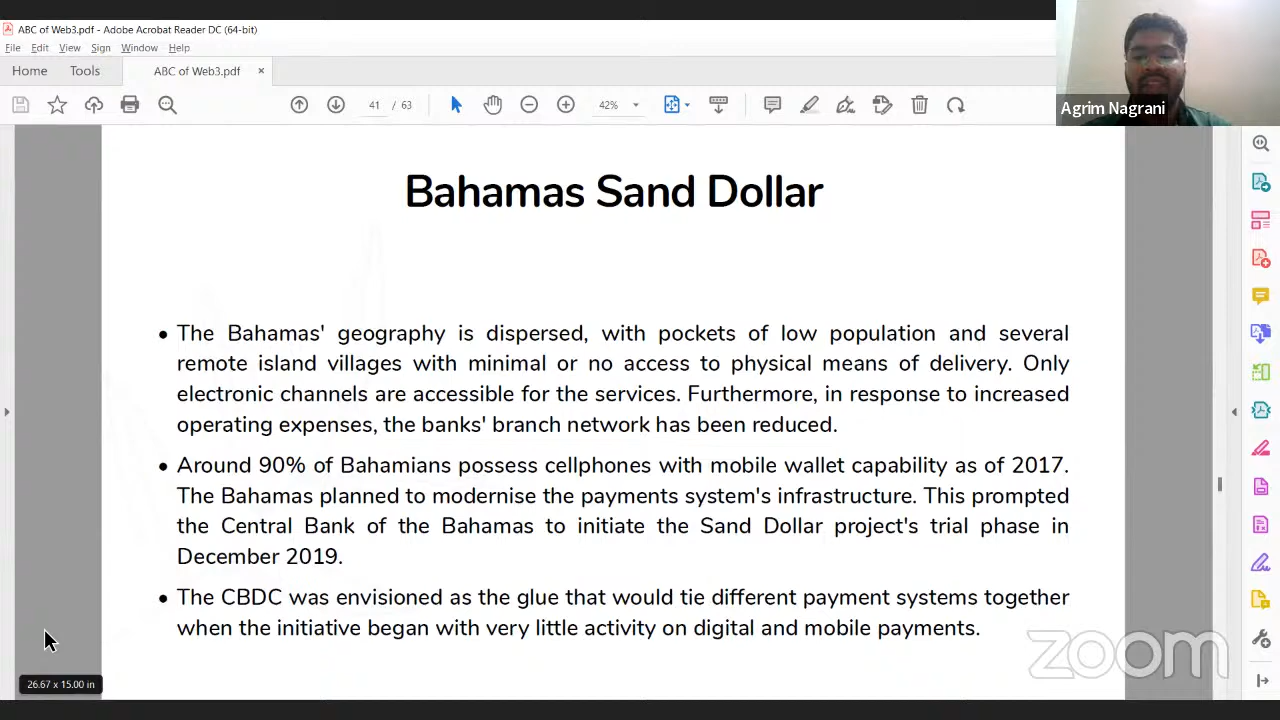 ABC of Web3.pdf - Adobe Acrobat Reader DC (64-bit)
File Edit View Sign Window Help
Home Tools ABC of Web3.pdf ×
41 / 63 42%
Agrim Nagrani
Bahamas Sand Dollar
• The Bahamas' geography is dispersed, with pockets of low population and several
remote island villages with minimal or no access to physical means of delivery. Only
electronic channels are accessible for the services. Furthermore, in response to increased
operating expenses, the banks' branch network has been reduced.
• Around 90% of Bahamians possess cellphones with mobile wallet capability as of 2017.
The Bahamas planned to modernise the payments system's infrastructure. This prompted
the Central Bank of the Bahamas to initiate the Sand Dollar project's trial phase in
December 2019.
• The CBDC was envisioned as the glue that would tie different payment systems together
when the initiative began with very little activity on digital and mobile payments.
zoom
26.67 x 15.00 in